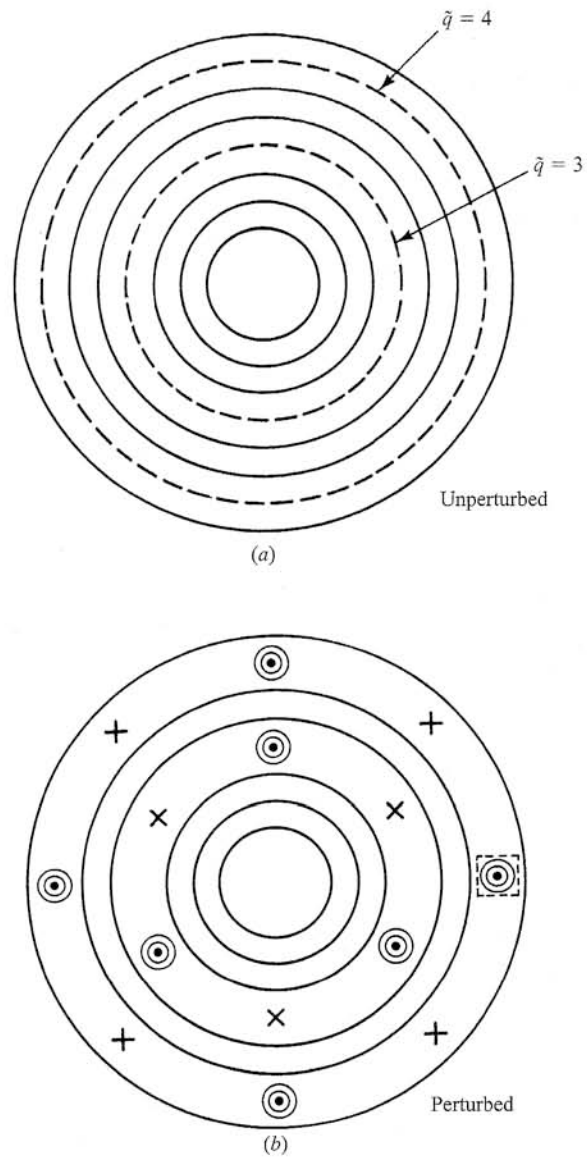 q̃ = 4
q̃ = 3
Unperturbed
(a)
Perturbed
(b)